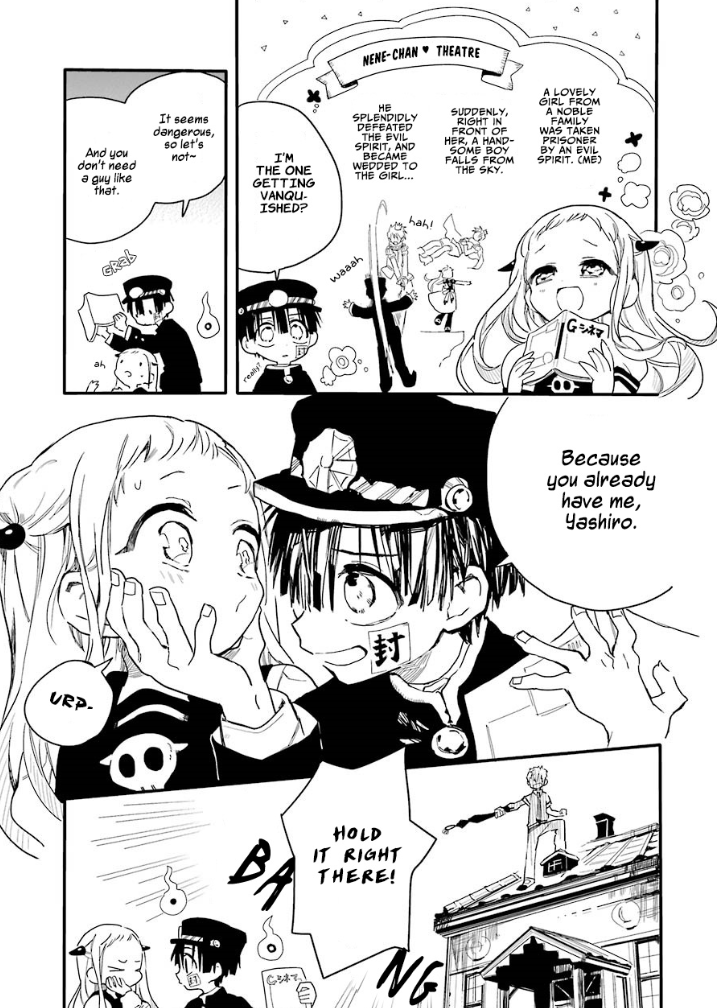 NENE-CHAN ♥ THEATRE
A LOVELY
GIRL FROM
A NOBLE
FAMILY
WAS TAKEN
PRISONER
BY AN EVIL
SPIRIT. (ME)
SUDDENLY,
RIGHT IN
FRONT OF
HER, A HAND-
SOME BOY
FALLS FROM
THE SKY.
HE
SPLENDIDLY
DEFEATED
THE EVIL
SPIRIT, AND
BECAME
WEDDED TO
THE GIRL...
hah!
waaah
Gシネマ
I'M
THE ONE
GETTING
VANQU-
ISHED?
really?
It seems
dangerous,
so let's
not~
And you
don't need
a guy like
that.
GRab
ah
Because
you already
have me,
Yashiro.
封
URP-
HOLD
IT RIGHT
THERE!
BA
NG
Gシネマ